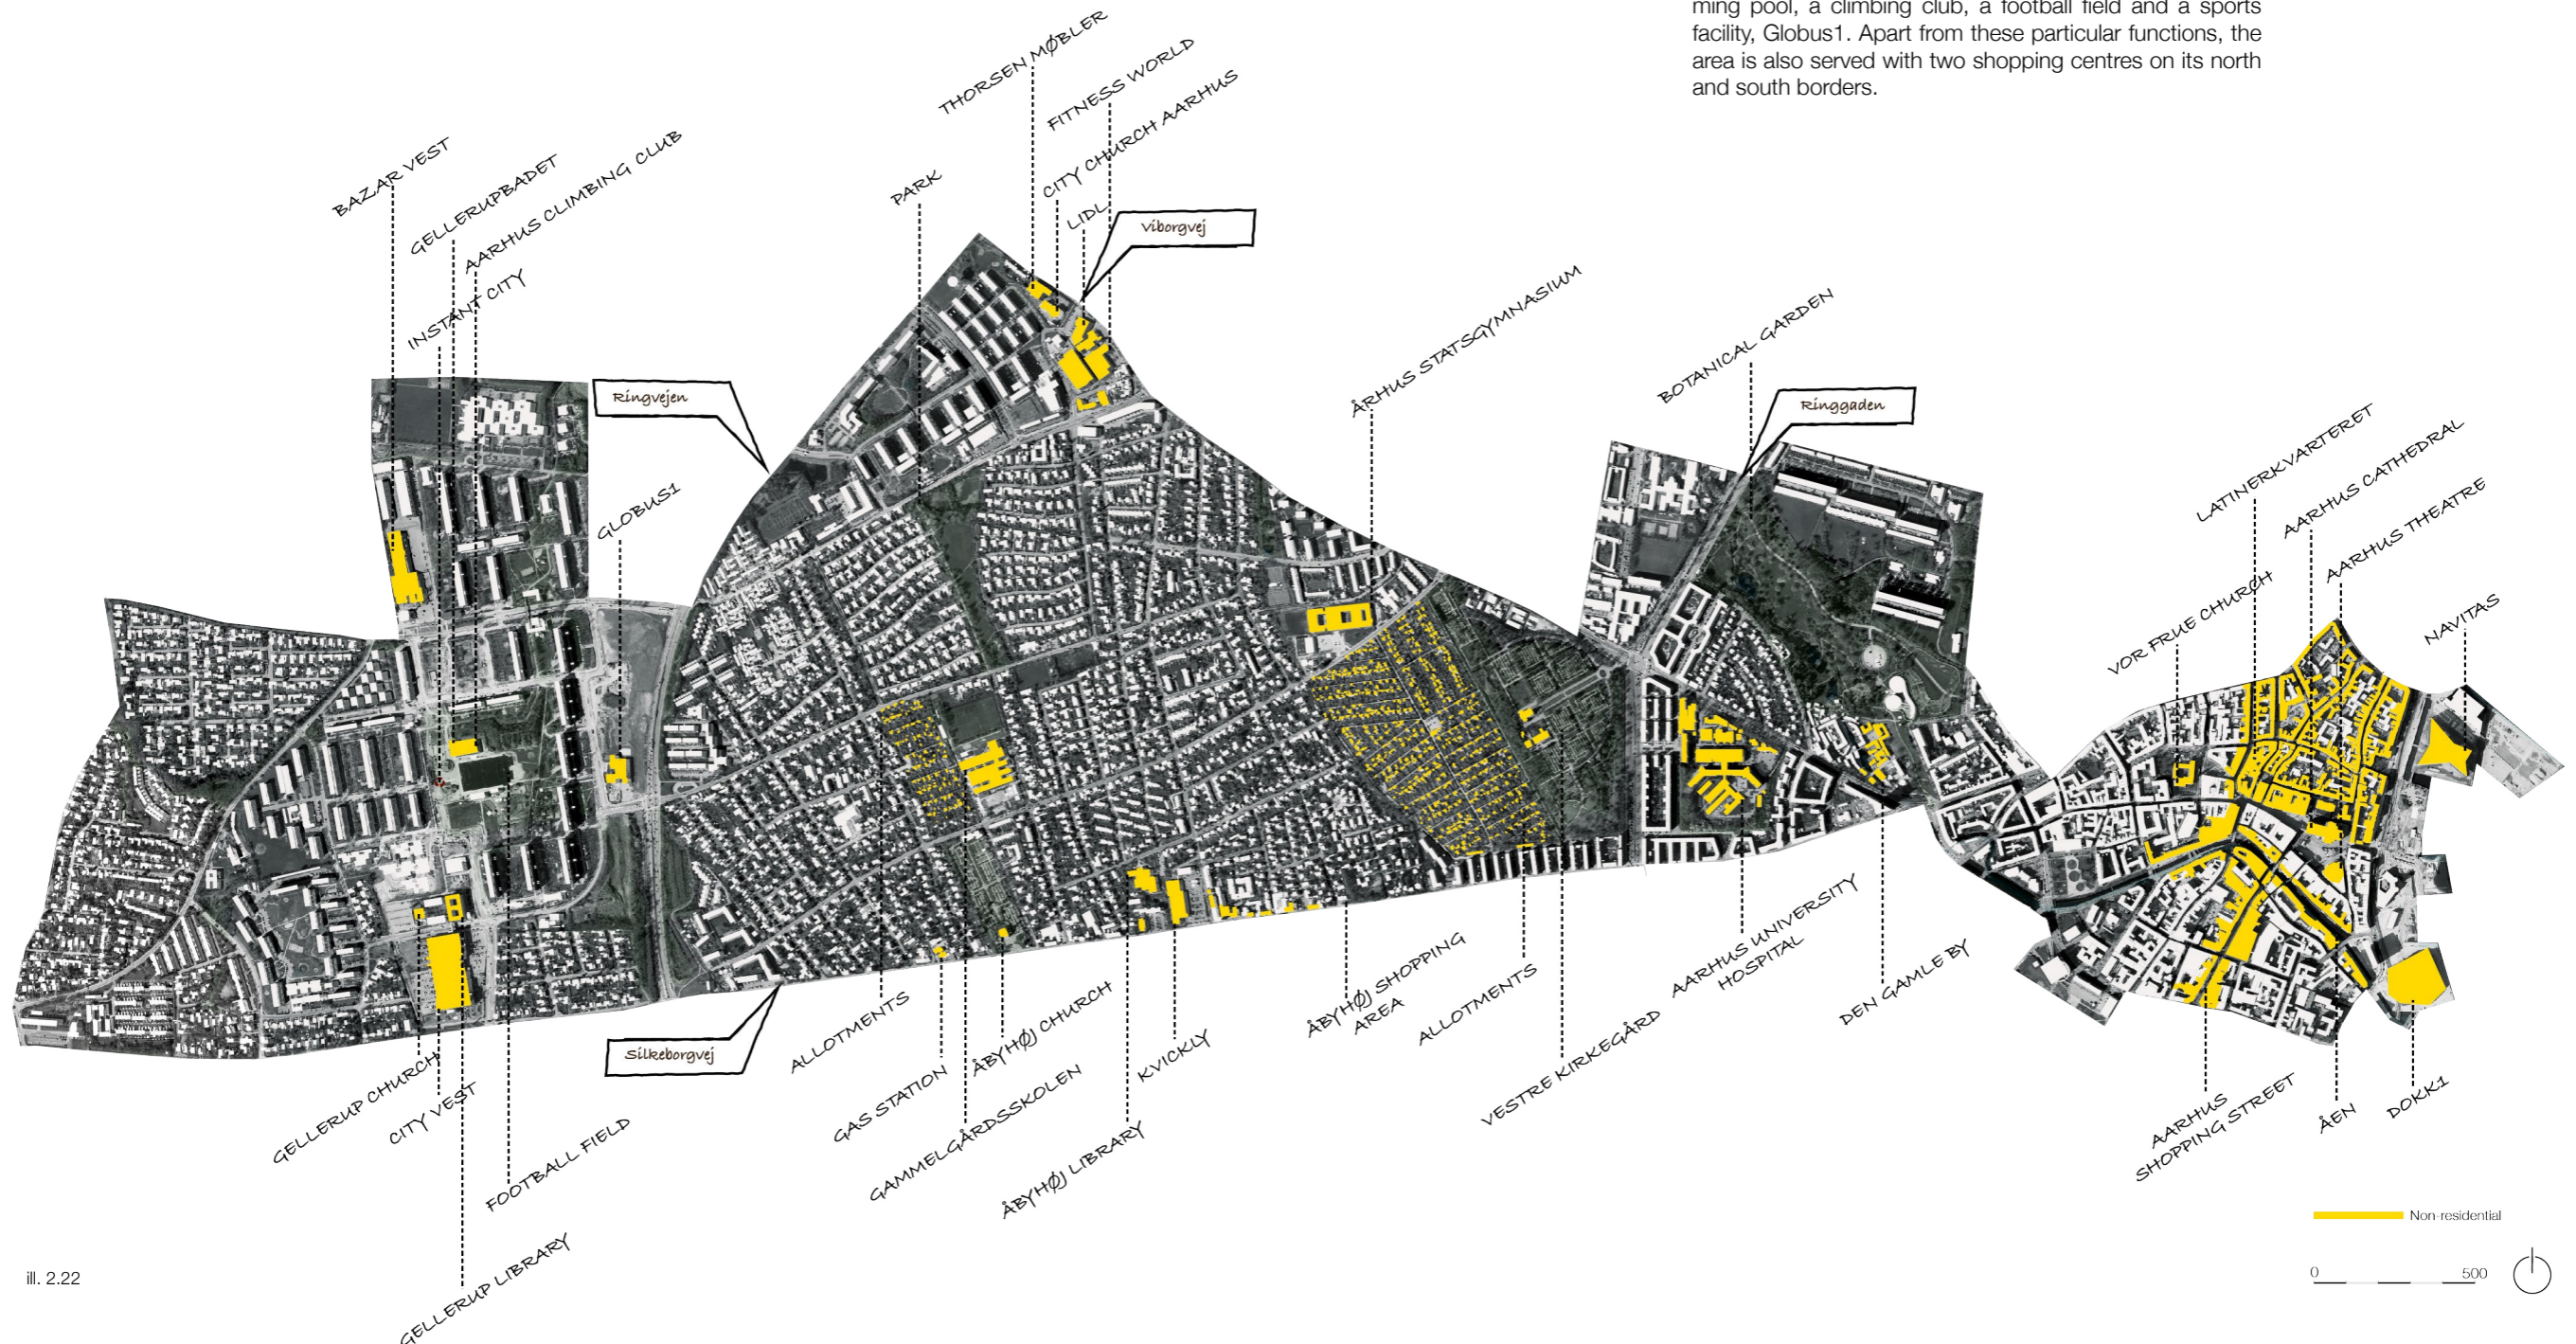 ming pool, a climbing club, a football field and a sports
facility, Globus1. Apart from these particular functions, the
area is also served with two shopping centres on its north
and south borders.
THORSEN MØBLER
FITNESS WORLD
CITY CHURCH AARHUS
LIDL
PARK
Viborgvej
BAZAR VEST
GELLERUPBADET
AARHUS CLIMBING CLUB
INSTANT CITY
Ringvejen
GLOBUS1
ÅRHUS STATSGYMNASIUM
BOTANICAL GARDEN
Ringgaden
LATINERKVARTERET
AARHUS CATHEDRAL
AARHUS THEATRE
VOR FRUE CHURCH
NAVITAS
GELLERUP CHURCH
CITY VEST
FOOTBALL FIELD
GELLERUP LIBRARY
Silkeborgvej
ALLOTMENTS
GAS STATION
ÅBYHØJ CHURCH
GAMMELGÅRDSSKOLEN
ÅBYHØJ LIBRARY
KVICKLY
ÅBYHØJ SHOPPING
AREA
ALLOTMENTS
VESTRE KIRKEGÅRD
AARHUS UNIVERSITY
HOSPITAL
DEN GAMLE BY
AARHUS
SHOPPING STREET
ÅEN
DOKK1
Non-residential
0 500
ill. 2.22